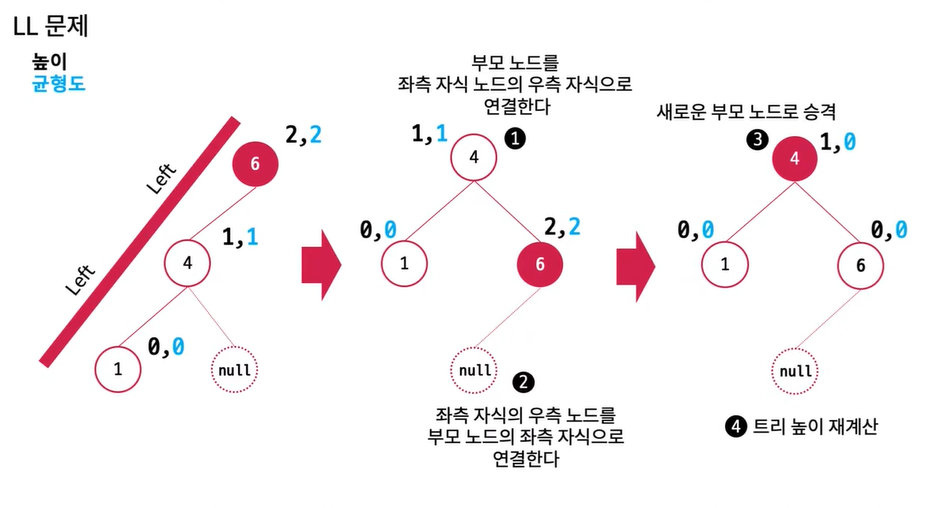 LL 문제
높이
균형도
Left
Left
2,2
6
1,1
4
0,0
1
null
부모 노드를
좌측 자식 노드의 우측 자식으로
연결한다
1,1
1
4
0,0
1
2,2
6
null
2
좌측 자식의 우측 노드를
부모 노드의 좌측 자식으로
연결한다
새로운 부모 노드로 승격
3
4
1,0
0,0
1
0,0
6
null
4 트리 높이 재계산